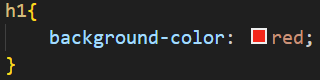 h1{
background-color: red;
}